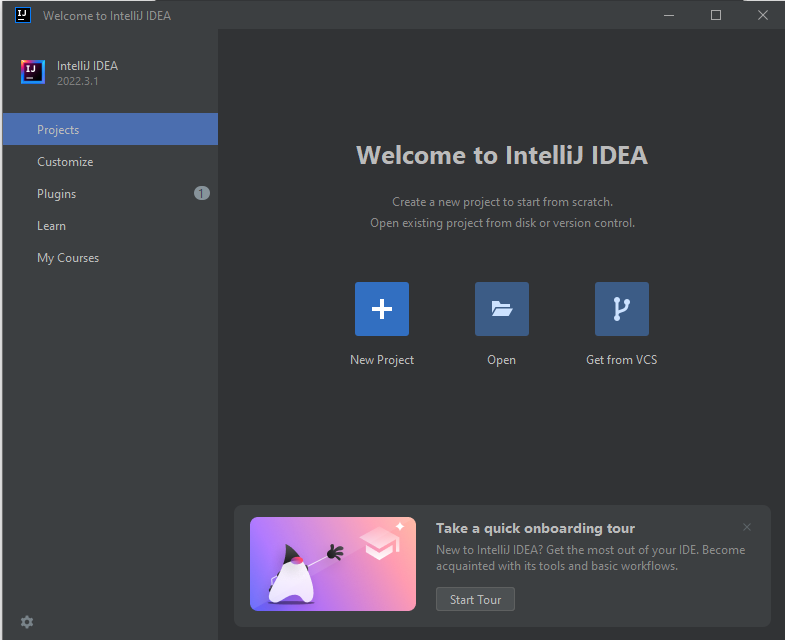 IJ
Welcome to IntelliJ IDEA
IJ
IntelliJ IDEA
2022.3.1
Projects
Customize
Plugins 1
Learn
My Courses
Welcome to IntelliJ IDEA
Create a new project to start from scratch.
Open existing project from disk or version control.
New Project
Open
Get from VCS
Take a quick onboarding tour
New to IntelliJ IDEA? Get the most out of your IDE. Become
acquainted with its tools and basic workflows.
Start Tour